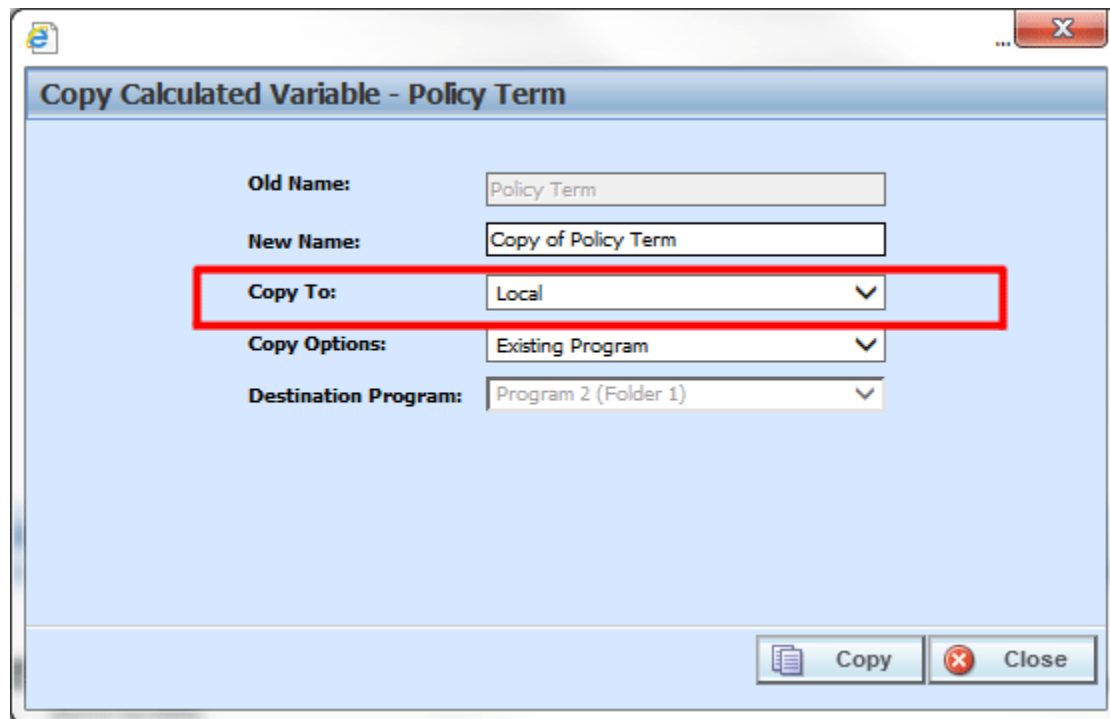 ...
Copy Calculated Variable - Policy Term
Old Name: Policy Term
New Name: Copy of Policy Term
Copy To: Local
Copy Options: Existing Program
Destination Program: Program 2 (Folder 1)
Copy Close